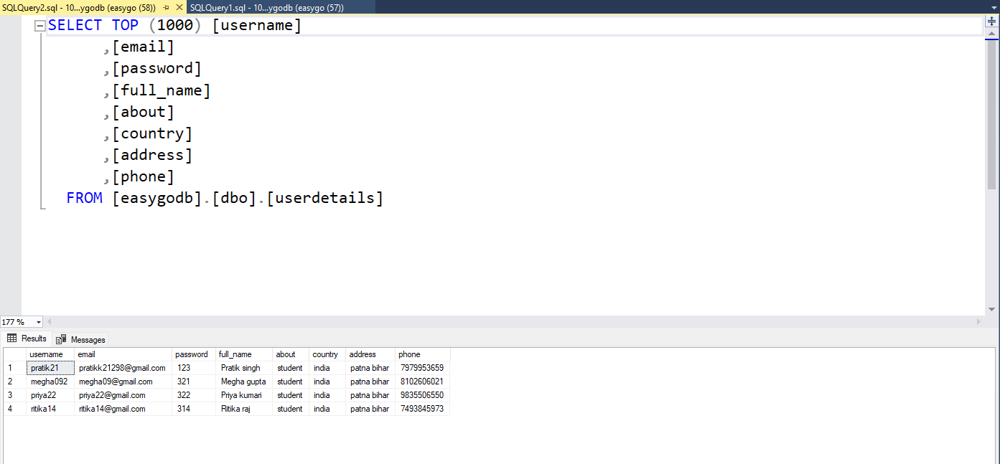 SQLQuery2.sql - 10...ygodb (easygo (58)) SQLQuery1.sql - 10...ygodb (easygo (57))
SELECT TOP (1000) [username]
,[email]
,[password]
,[full_name]
,[about]
,[country]
,[address]
,[phone]
FROM [easygodb].[dbo].[userdetails]
177 %
Results Messages
username email password full_name about country address phone
1 pratik21 pratikk21298@gmail.com 123 Pratik singh student india patna bihar 7979953659
2 megha092 megha09@gmail.com 321 Megha gupta student india patna bihar 8102606021
3 priya22 priya22@gmail.com 322 Priya kumari student india patna bihar 9835506550
4 ritika14 ritika14@gmail.com 314 Ritika raj student india patna bihar 7493845973